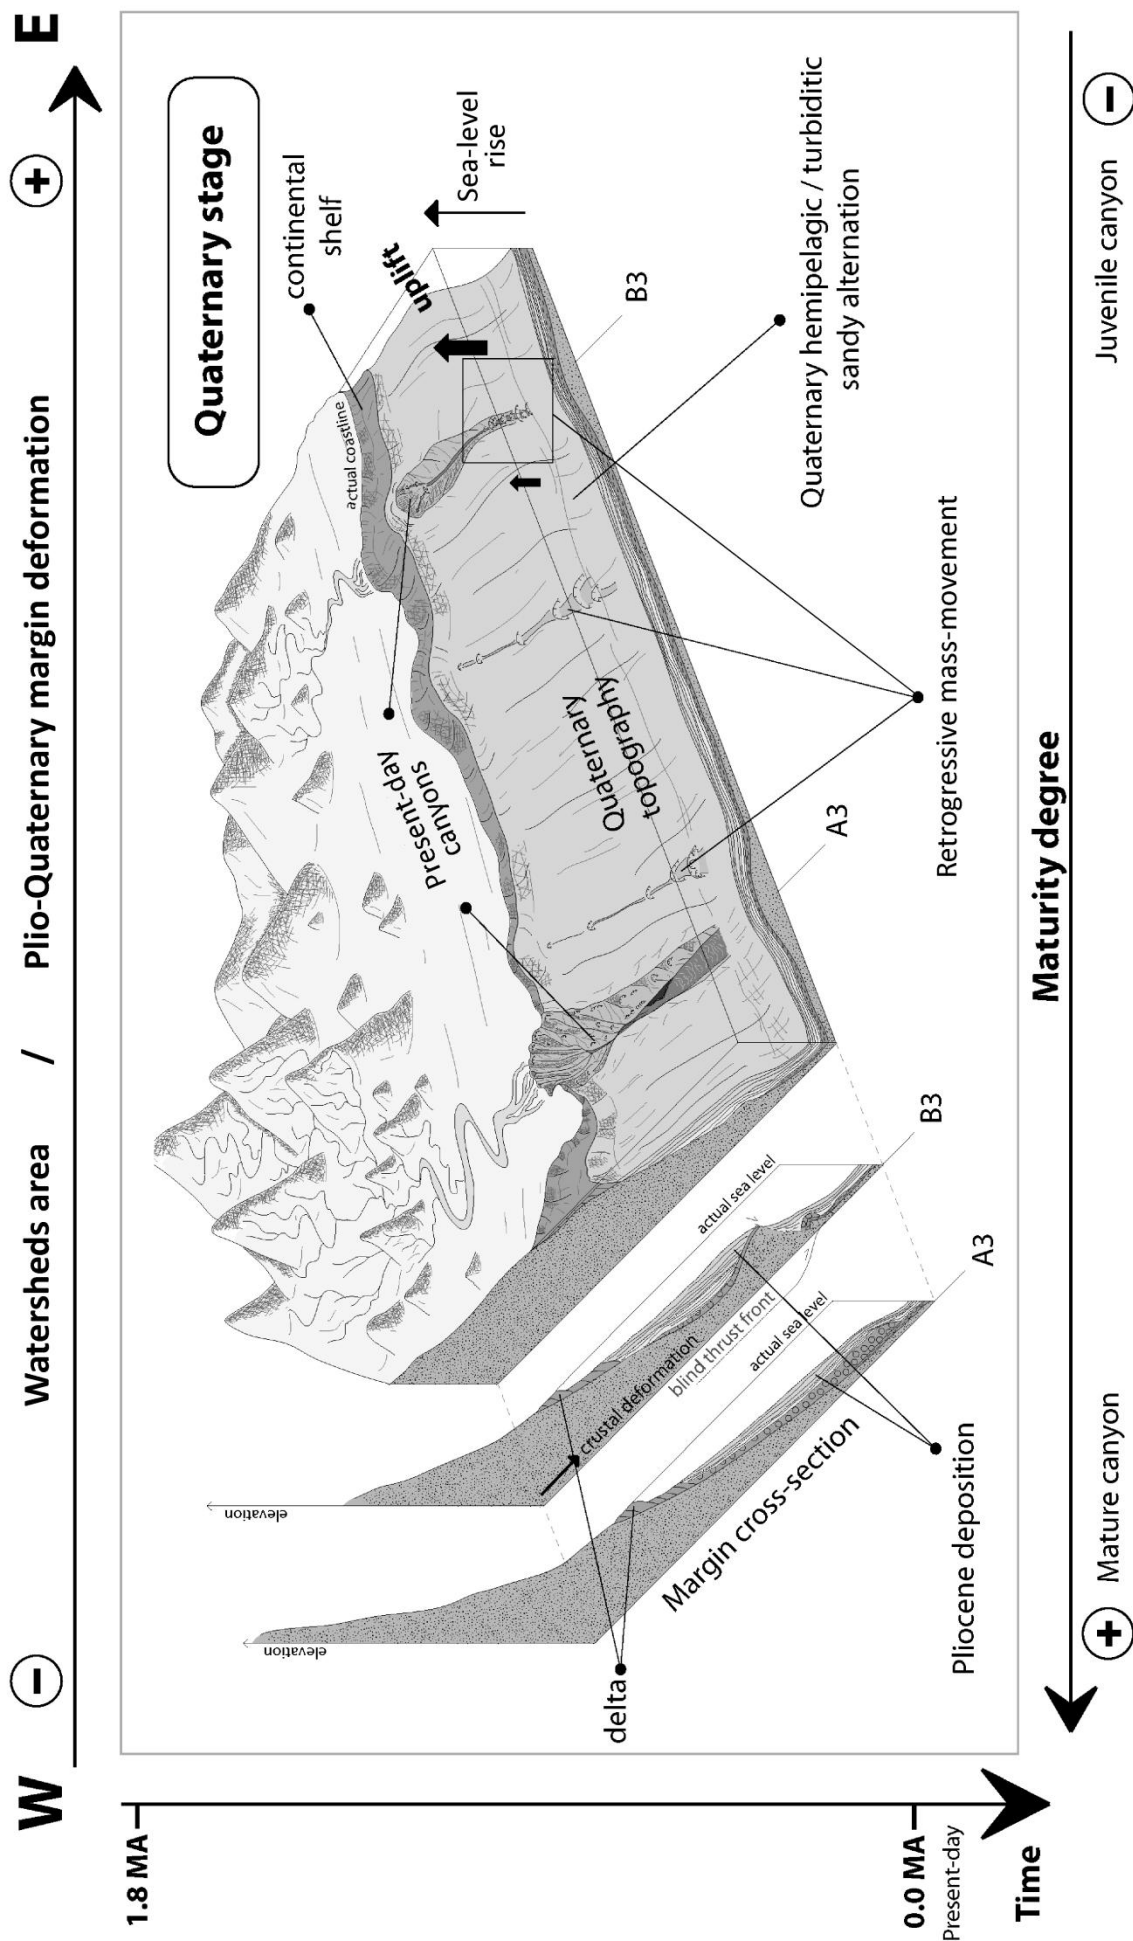 W
E
−
Watersheds area / Plio-Quaternary margin deformation
+
Quaternary stage
1.8 MA
0.0 MA
Present-day
Time
elevation
elevation
delta
crustal deformation
blind thrust front
actual sea level
actual sea level
Margin cross-section
Pliocene deposition
A3
B3
Present-day
canyons
actual coastline
continental
shelf
uplift
Sea-level
rise
Quaternary
topography
A3
B3
Retrogressive mass-movement
Quaternary hemipelagic / turbiditic
sandy alternation
Maturity degree
+
Mature canyon
Juvenile canyon
−